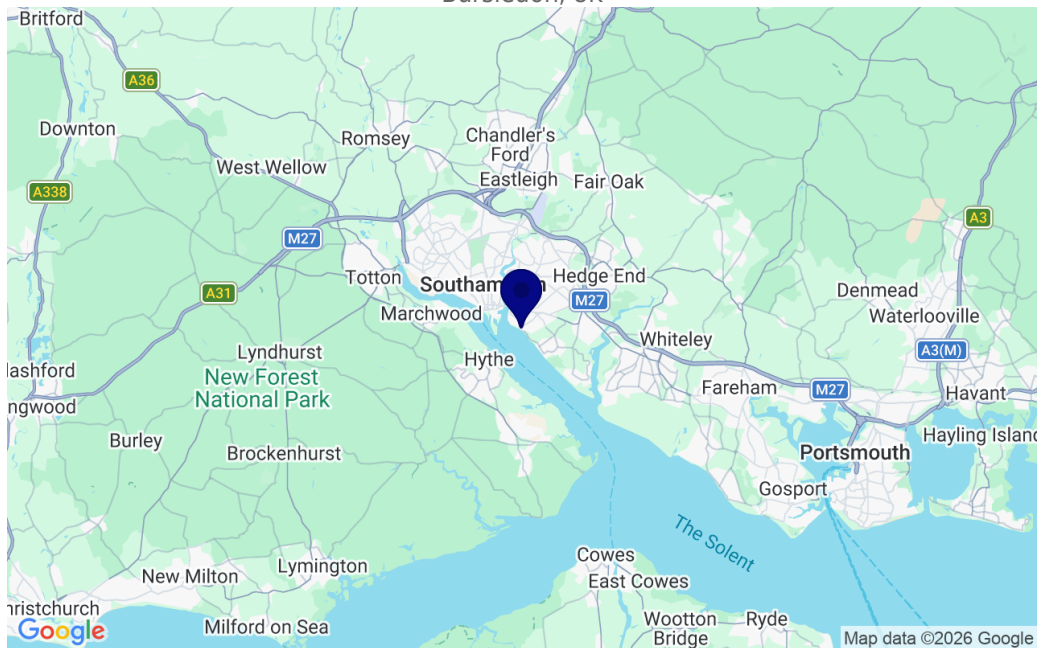 Britford
A36
Downton
Romsey
Chandler's
Ford
West Wellow
Eastleigh
Fair Oak
A338
A3
M27
Totton
Southam n
Hedge End
M27
A31
Denmead
Marchwood
Waterlooville
Whiteley
Lyndhurst
Hythe
A3(M)
ashford
New Forest
National Park
Fareham
M27
Havant
ngwood
Burley
Brockenhurst
Hayling Island
Portsmouth
Gosport
The Solent
Cowes
Lymington
New Milton
East Cowes
hristchurch
Wootton
Bridge
Ryde
Milford on Sea
Google
Map data ©2026 Google